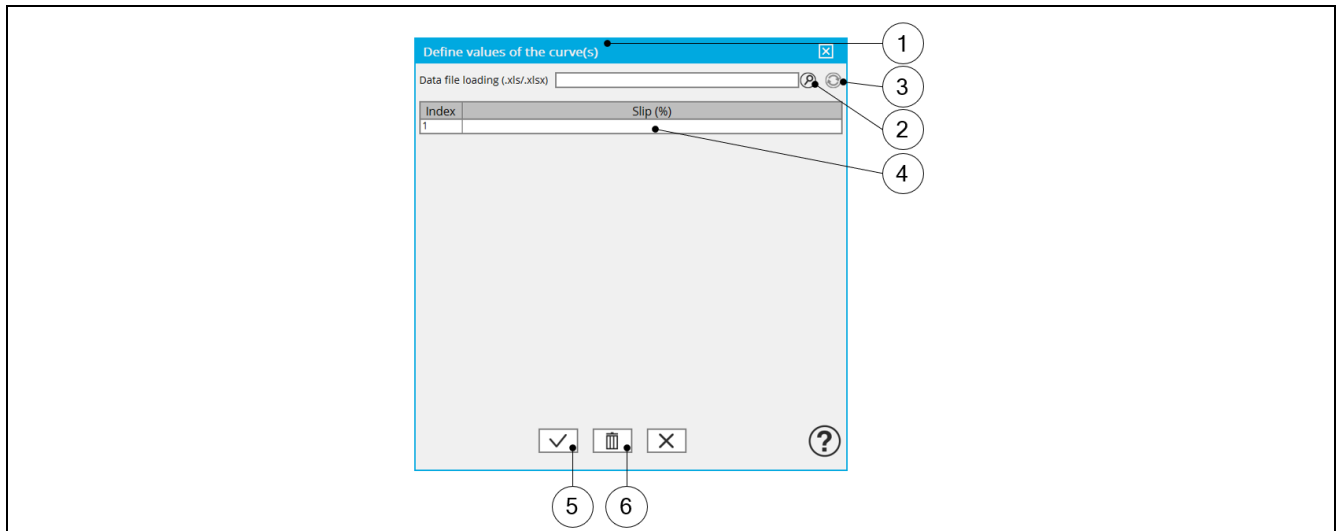 Define values of the curve(s)
1
Data file loading (.xls/.xlsx)
3
Index Slip (%)
2
1
4
?
5 6